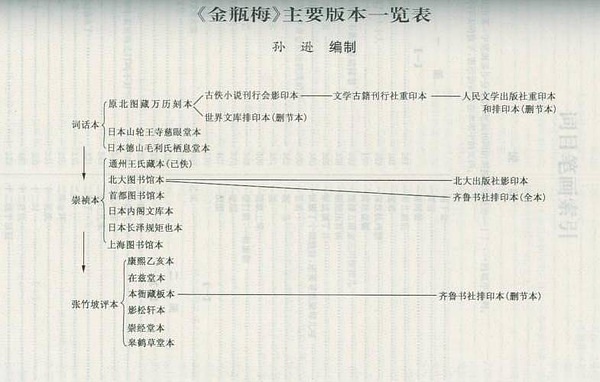 《金瓶梅》主要版本一览表
孙 逊 编制
词话本
原北图藏万历刻本
古佚小说刊行会影印本
文学古籍刊行社重印本
人民文学出版社重印本
和排印本(删节本)
世界文库排印本(删节本)
日本山轮王寺慈眼堂本
日本德山毛利氏栖息堂本
崇祯本
通州王氏藏本(已佚)
北大图书馆本
北大出版社影印本
齐鲁书社排印本(全本)
首都图书馆本
日本内阁文库本
日本长泽规矩也本
上海图书馆本
张竹坡评本
康熙乙亥本
在兹堂本
本衙藏板本
齐鲁书社排印本(删节本)
影松轩本
崇经堂本
皋鹤草堂本